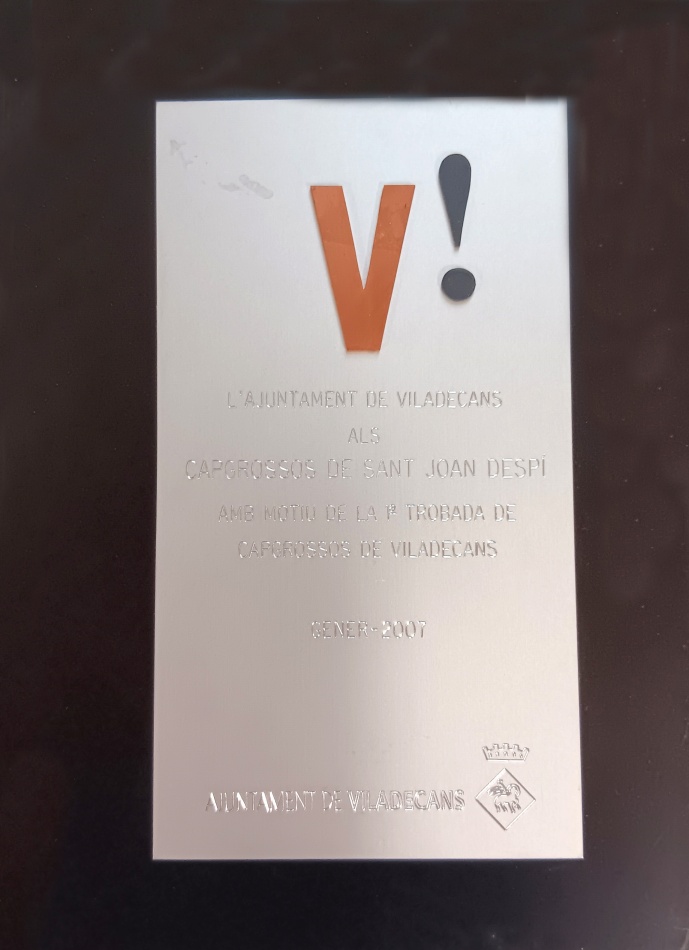 V!
L'AJUNTAMENT DE VILADECANS
ALS
CAPGROSSOS DE SANT JOAN DESPÍ
AMB MOTIU DE LA 1ª TROBADA DE
CAPGROSSOS DE VILADECANS
GENER-2007
AJUNTAMENT DE VILADECANS